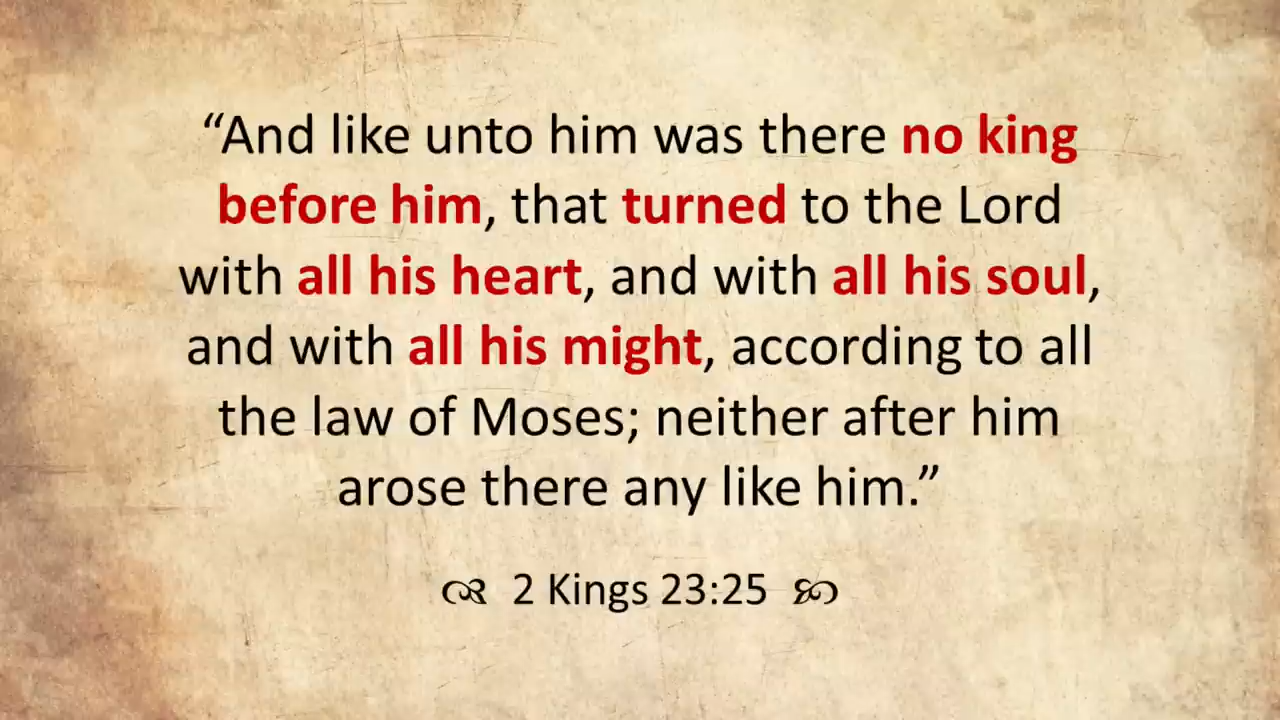 “And like unto him was there no king
before him, that turned to the Lord
with all his heart, and with all his soul,
and with all his might, according to all
the law of Moses; neither after him
arose there any like him.”
2 Kings 23:25